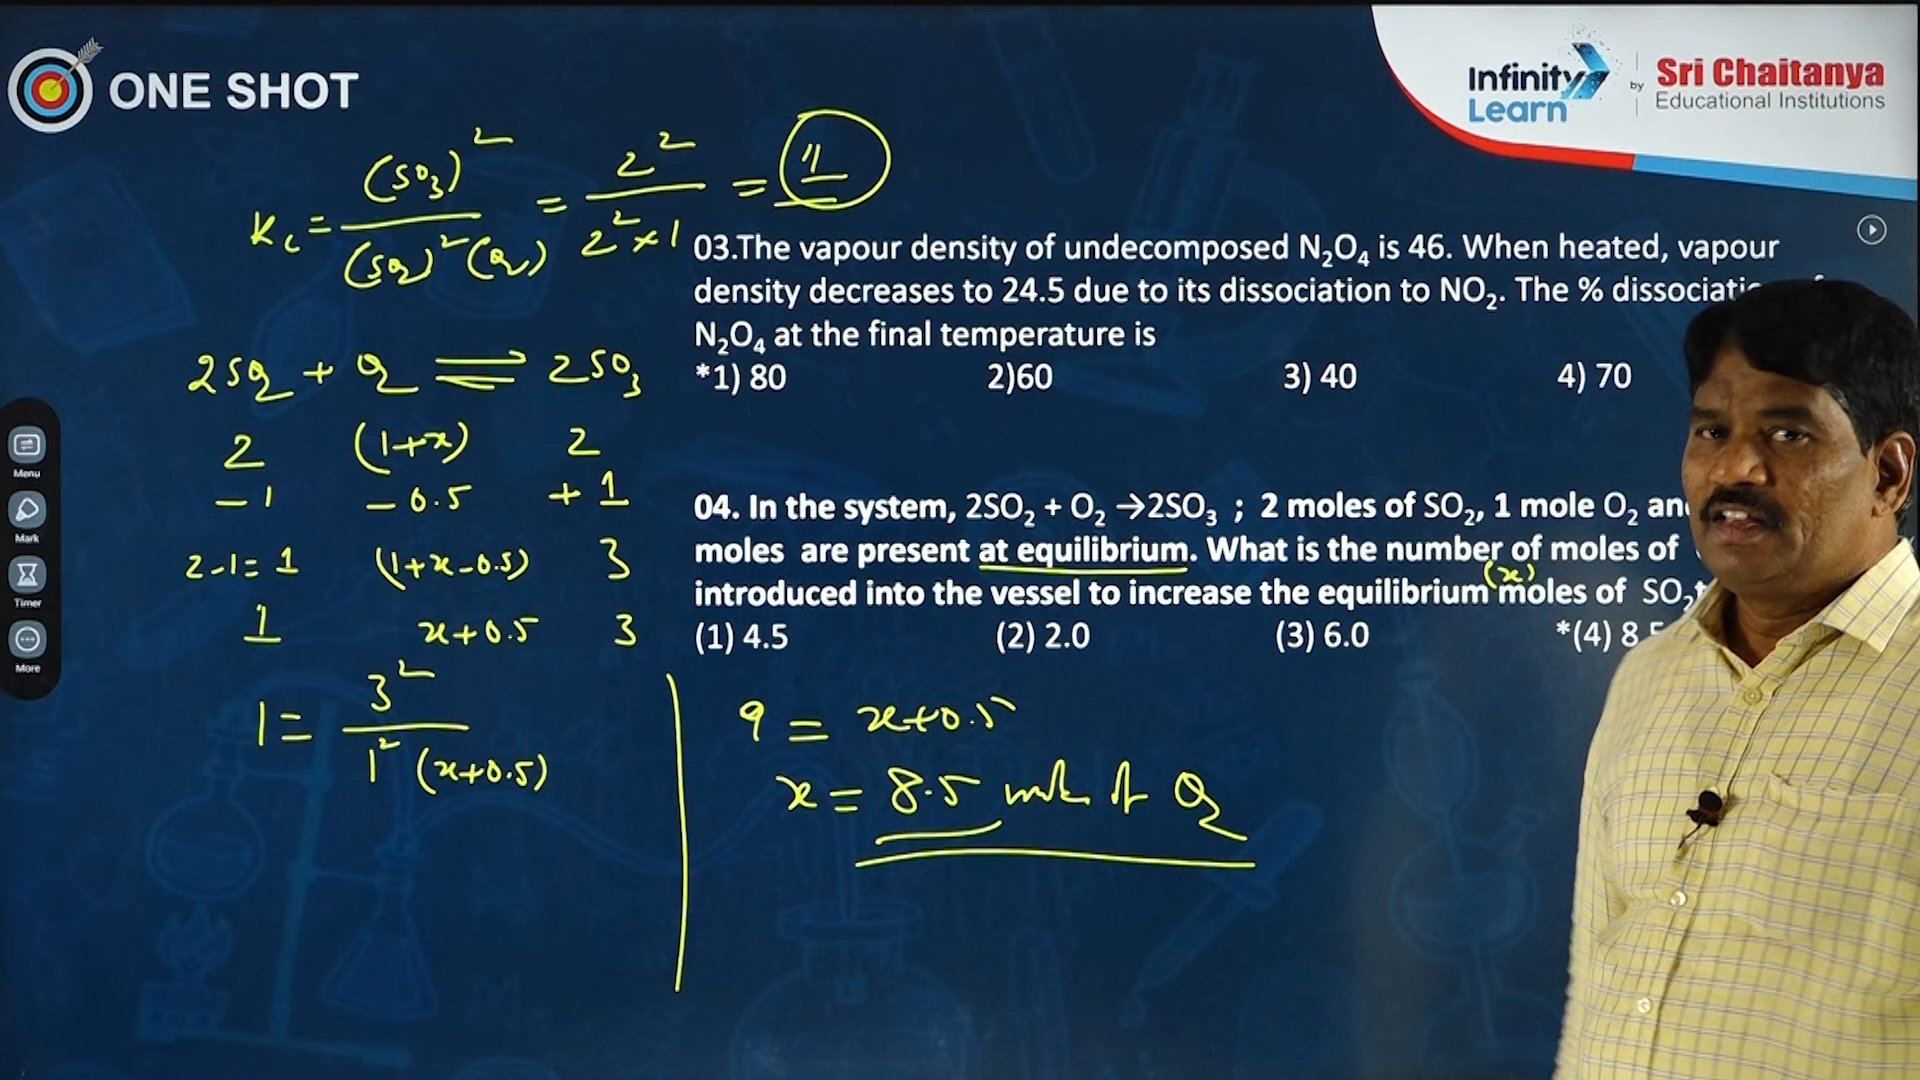 ONE SHOT
Infinity Learn by Sri Chaitanya Educational Institutions
K_c = (SO₃)² / (SO₂)² (O₂) = 2² / 2² × 1 = 1
03.The vapour density of undecomposed N₂O₄ is 46. When heated, vapour
density decreases to 24.5 due to its dissociation to NO₂. The %
N₂O₄ at the final temperature is
*1) 80 2)60 3) 40 4) 70
2SO₂ + O₂ ⇌ 2SO₃
2 (1+x) 2
-1 -0.5 +1
2-1=1 (1+x-0.5) 3
1 x+0.5 3
1 = 3² / 1² (x+0.5)
04. In the system, 2SO₂ + O₂ →2SO₃ ; 2 moles of SO₂, 1 mole O₂
moles are present at equilibrium. What is the number of moles of
(x)
introduced into the vessel to increase the equilibrium moles of SO₂
(1) 4.5 (2) 2.0 (3) 6.0 *(4)
9 = x+0.5
x = 8.5 of O₂
Menu
Mark
Timer
More